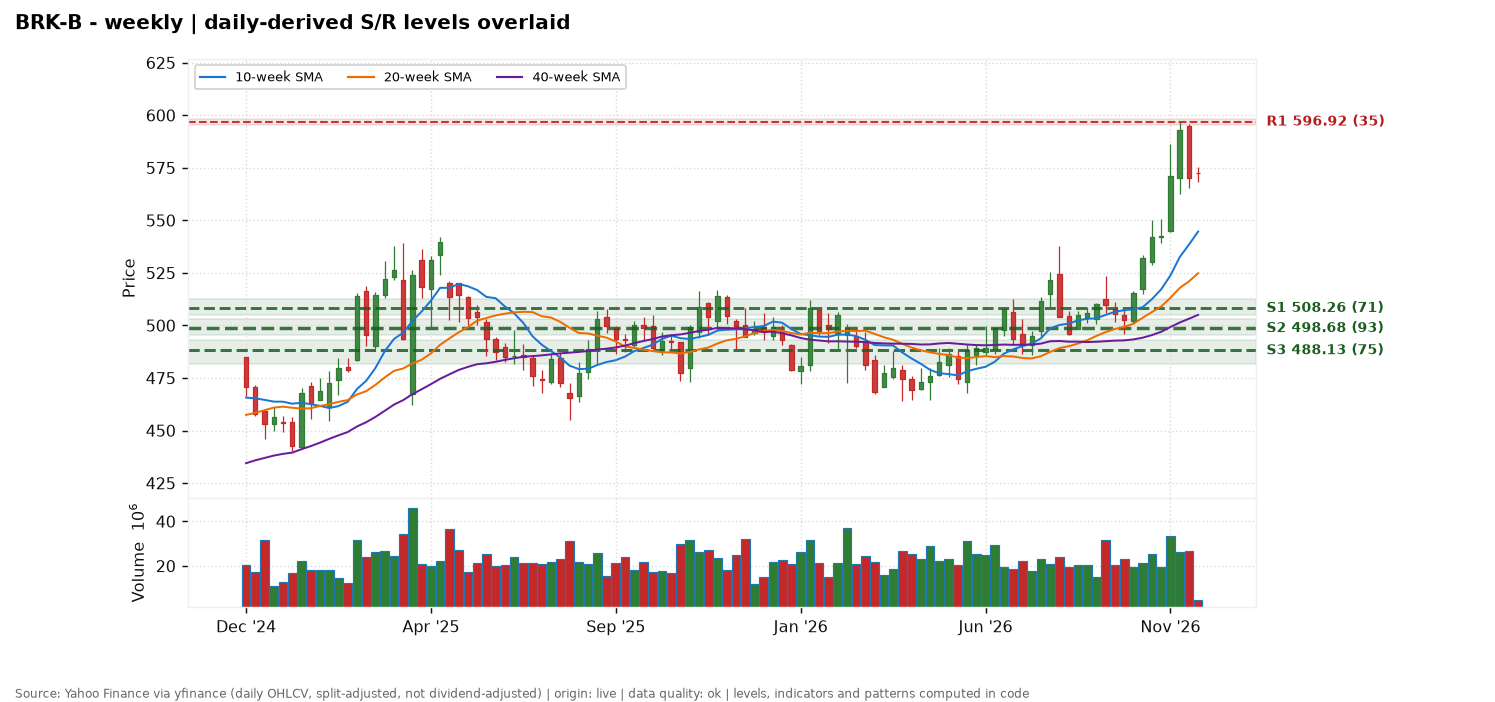 BRK-B - weekly | daily-derived S/R levels overlaid
10-week SMA 20-week SMA 40-week SMA
Price
625
600
575
550
525
500
475
450
425
R1 596.92 (35)
S1 508.26 (71)
S2 498.68 (93)
S3 488.13 (75)
Volume 10⁶
40
20
Dec '24 Apr '25 Sep '25 Jan '26 Jun '26 Nov '26
Source: Yahoo Finance via yfinance (daily OHLCV, split-adjusted, not dividend-adjusted) | origin: live | data quality: ok | levels, indicators and patterns computed in code